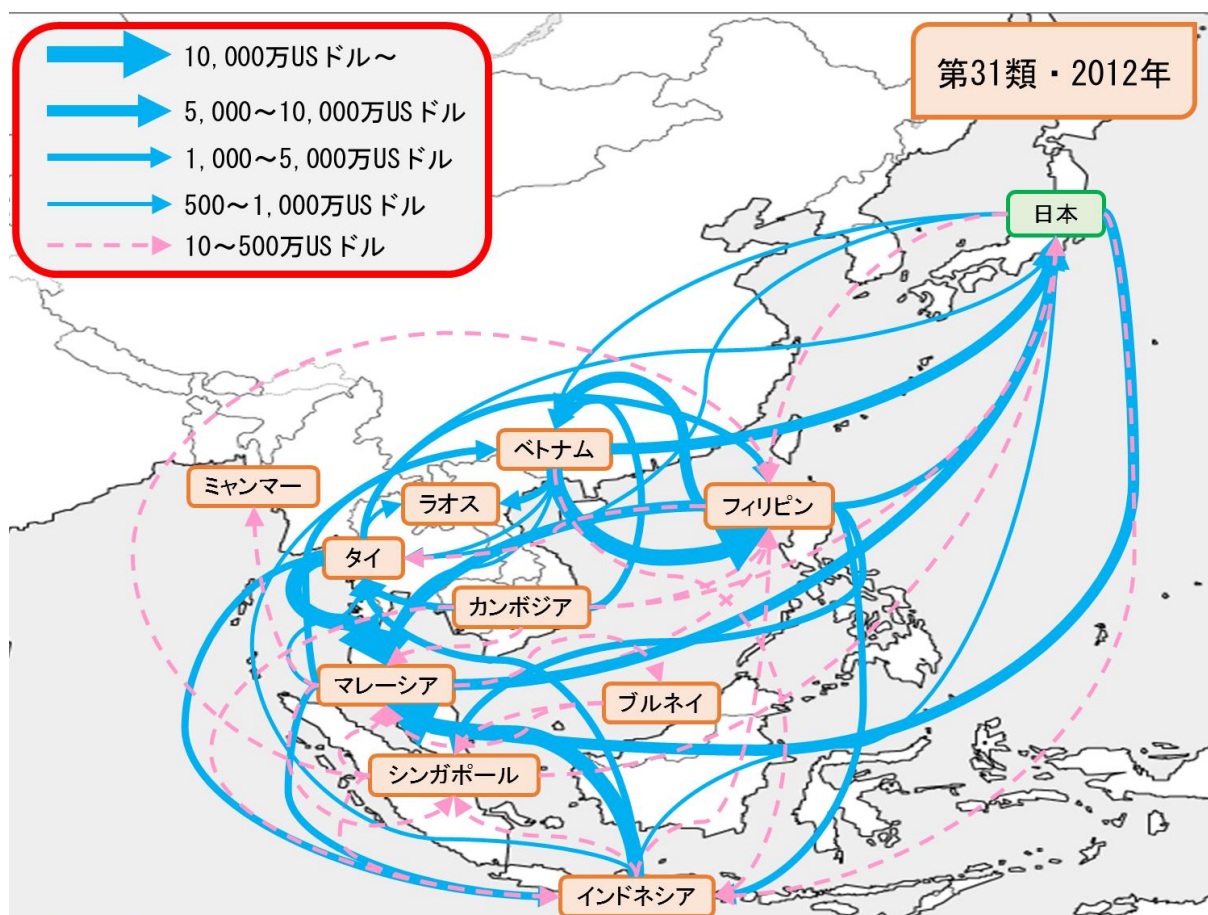 10,000万USドル～
5,000～10,000万USドル
1,000～5,000万USドル
500～1,000万USドル
10～500万USドル
第31類・2012年
日本
ベトナム
ミャンマー
ラオス
フィリピン
タイ
カンボジア
マレーシア
ブルネイ
シンガポール
インドネシア